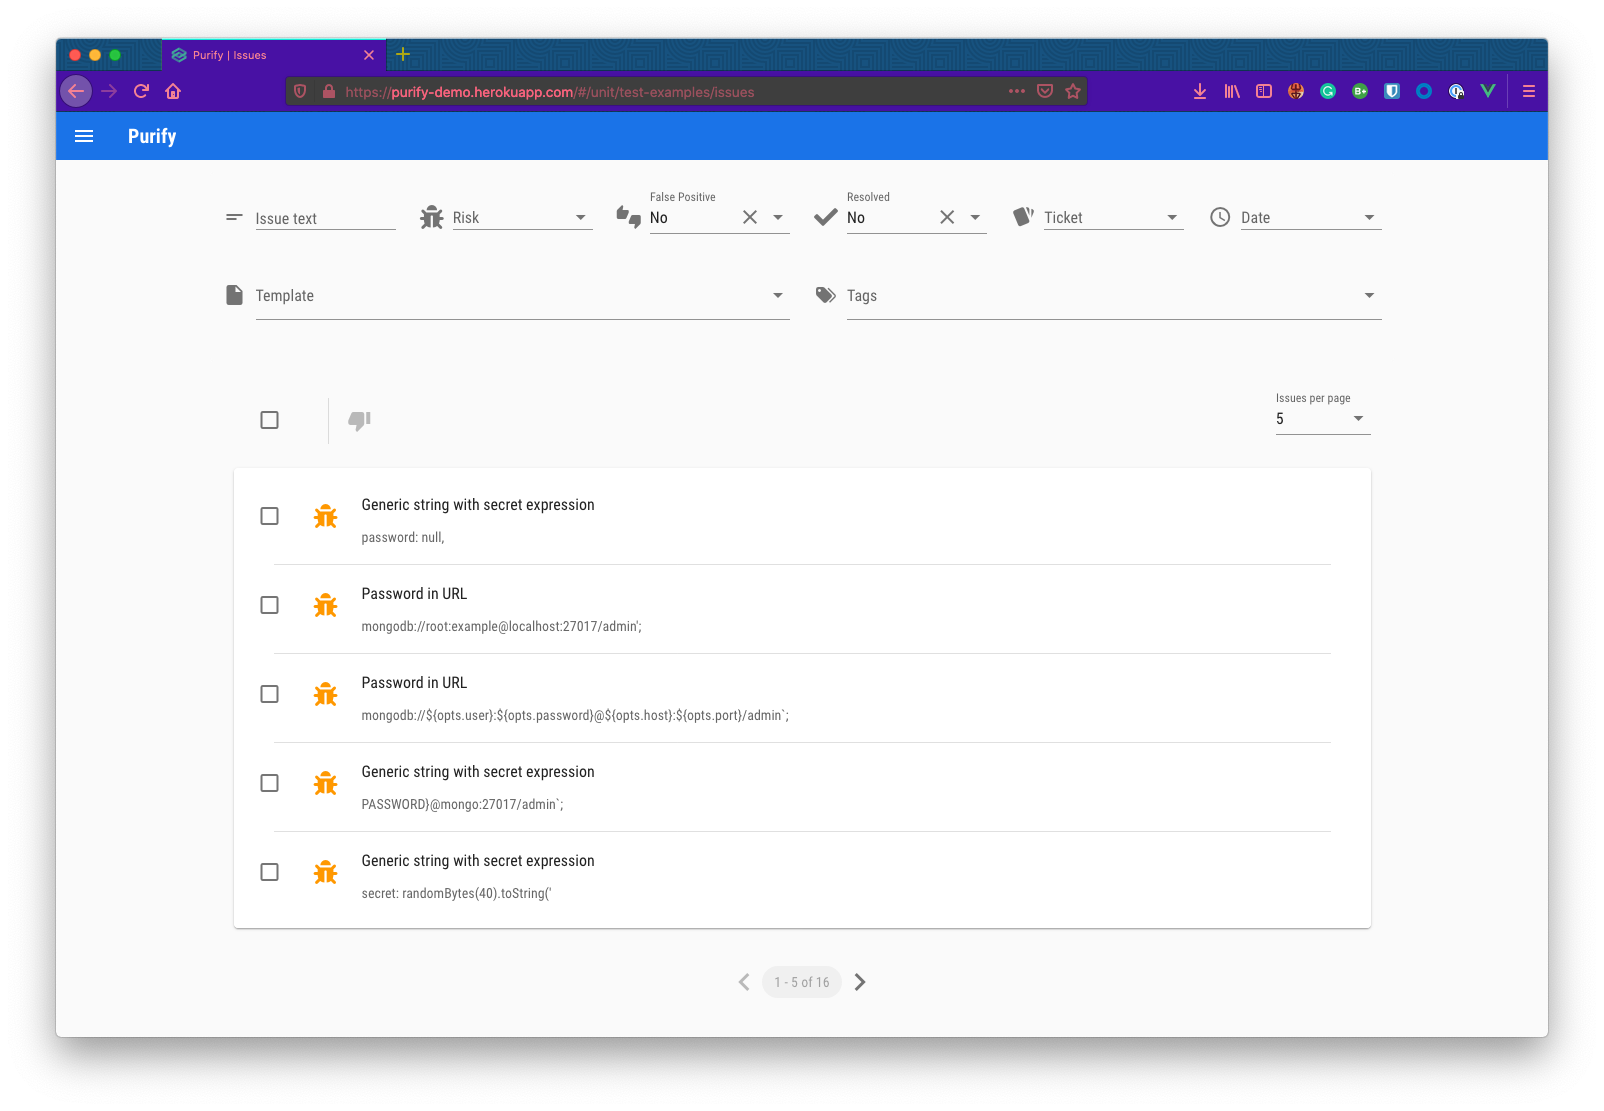 Purify | Issues
https://purify-demo.herokuapp.com/#/unit/test-examples/issues
Purify
False Positive
Resolved
Issue text
Risk
No
No
Ticket
Date
Template
Tags
Issues per page
5
Generic string with secret expression
password: null,
Password in URL
mongodb://root:example@localhost:27017/admin';
Password in URL
mongodb://${opts.user}:${opts.password}@${opts.host}:${opts.port}/admin`;
Generic string with secret expression
PASSWORD}@mongo:27017/admin`;
Generic string with secret expression
secret: randomBytes(40).toString('
1 - 5 of 16